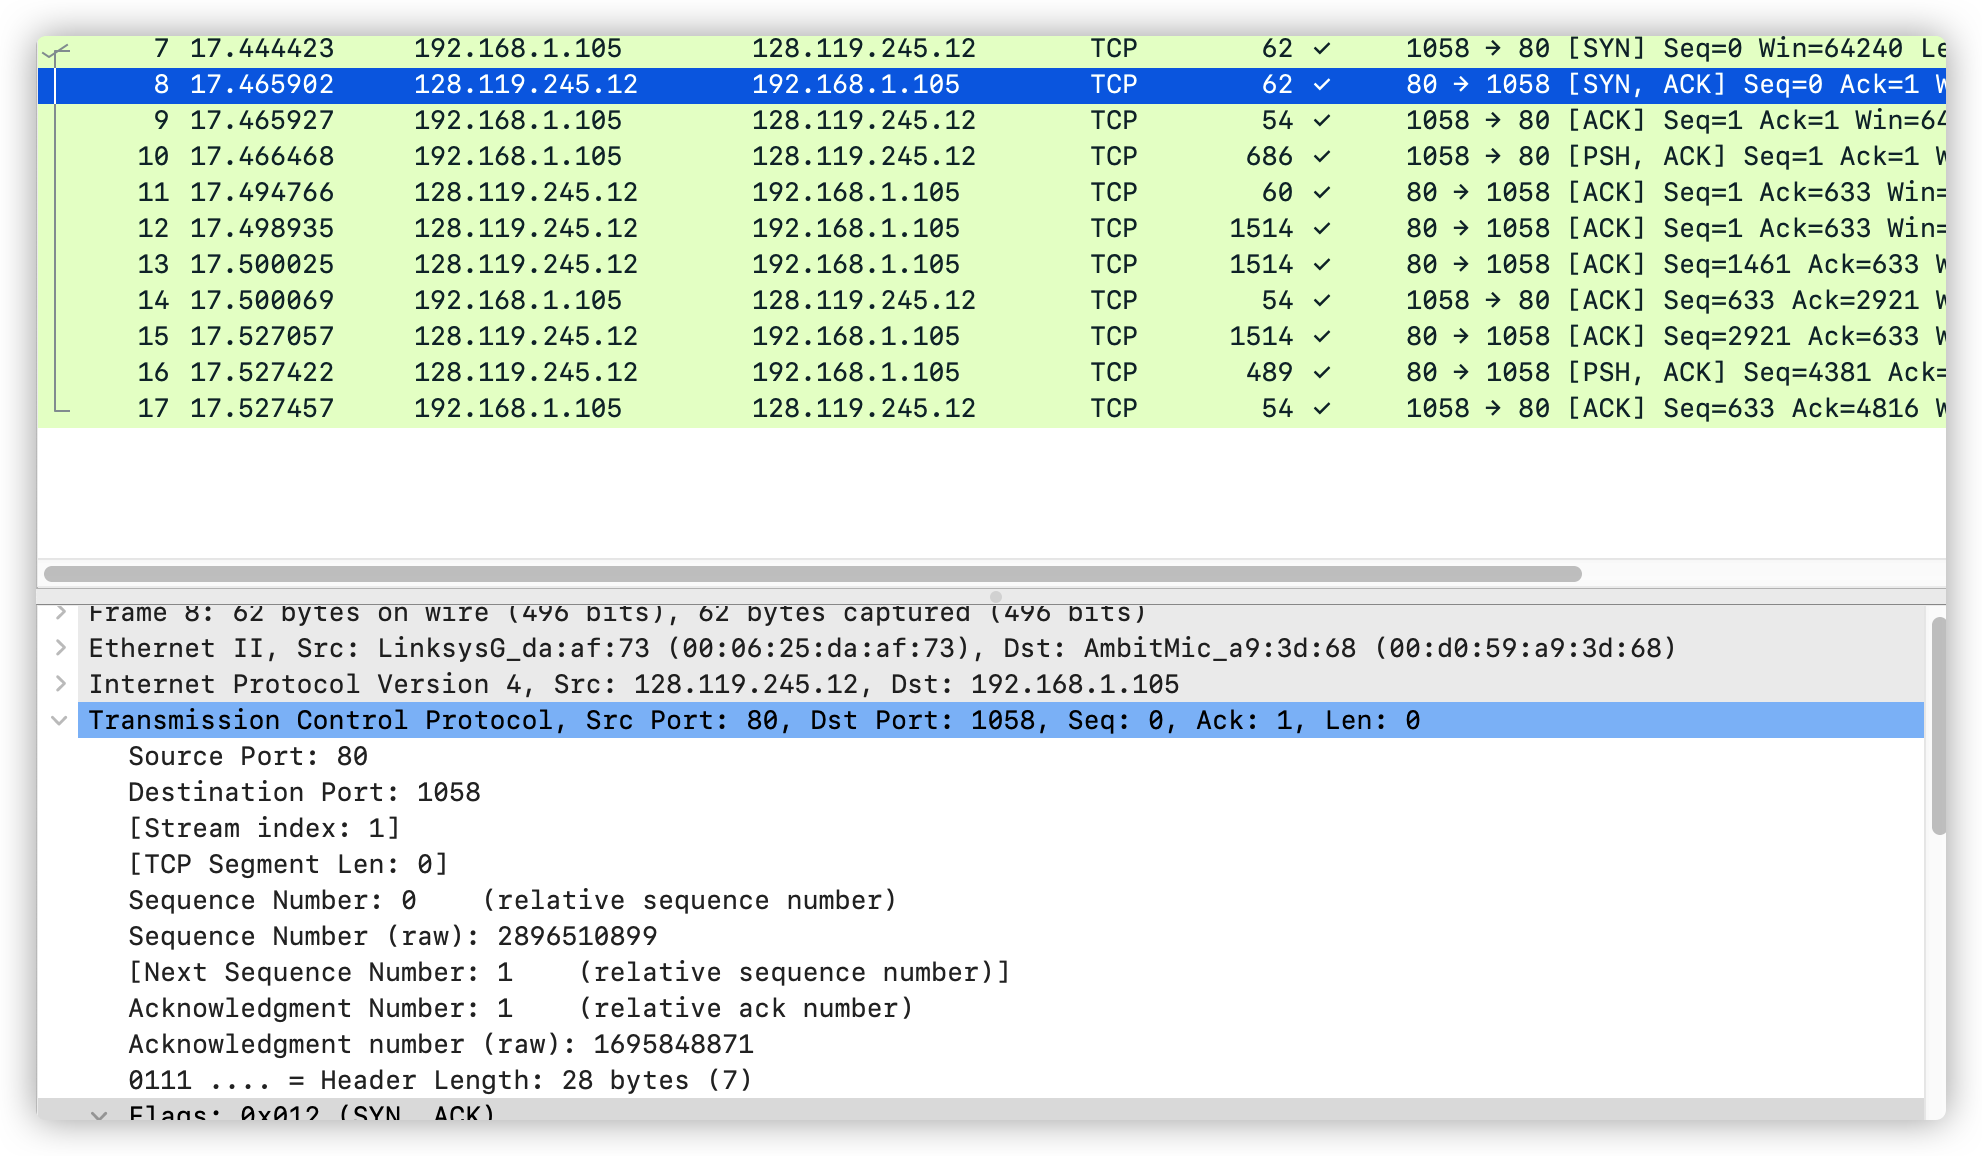 7 17.444423 192.168.1.105 128.119.245.12 TCP 62 ✓ 1058 → 80 [SYN] Seq=0 Win=64240 Le
8 17.465902 128.119.245.12 192.168.1.105 TCP 62 ✓ 80 → 1058 [SYN, ACK] Seq=0 Ack=1 W
9 17.465927 192.168.1.105 128.119.245.12 TCP 54 ✓ 1058 → 80 [ACK] Seq=1 Ack=1 Win=64
10 17.466468 192.168.1.105 128.119.245.12 TCP 686 ✓ 1058 → 80 [PSH, ACK] Seq=1 Ack=1 W
11 17.494766 128.119.245.12 192.168.1.105 TCP 60 ✓ 80 → 1058 [ACK] Seq=1 Ack=633 Win=
12 17.498935 128.119.245.12 192.168.1.105 TCP 1514 ✓ 80 → 1058 [ACK] Seq=1 Ack=633 Win=
13 17.500025 128.119.245.12 192.168.1.105 TCP 1514 ✓ 80 → 1058 [ACK] Seq=1461 Ack=633 W
14 17.500069 192.168.1.105 128.119.245.12 TCP 54 ✓ 1058 → 80 [ACK] Seq=633 Ack=2921 W
15 17.527057 128.119.245.12 192.168.1.105 TCP 1514 ✓ 80 → 1058 [ACK] Seq=2921 Ack=633 W
16 17.527422 128.119.245.12 192.168.1.105 TCP 489 ✓ 80 → 1058 [PSH, ACK] Seq=4381 Ack=
17 17.527457 192.168.1.105 128.119.245.12 TCP 54 ✓ 1058 → 80 [ACK] Seq=633 Ack=4816 W
Frame 8: 62 bytes on wire (496 bits), 62 bytes captured (496 bits)
Ethernet II, Src: LinksysG_da:af:73 (00:06:25:da:af:73), Dst: AmbitMic_a9:3d:68 (00:d0:59:a9:3d:68)
Internet Protocol Version 4, Src: 128.119.245.12, Dst: 192.168.1.105
Transmission Control Protocol, Src Port: 80, Dst Port: 1058, Seq: 0, Ack: 1, Len: 0
Source Port: 80
Destination Port: 1058
[Stream index: 1]
[TCP Segment Len: 0]
Sequence Number: 0 (relative sequence number)
Sequence Number (raw): 2896510899
[Next Sequence Number: 1 (relative sequence number)]
Acknowledgment Number: 1 (relative ack number)
Acknowledgment number (raw): 1695848871
0111 .... = Header Length: 28 bytes (7)
Flags: 0x012 (SYN, ACK)